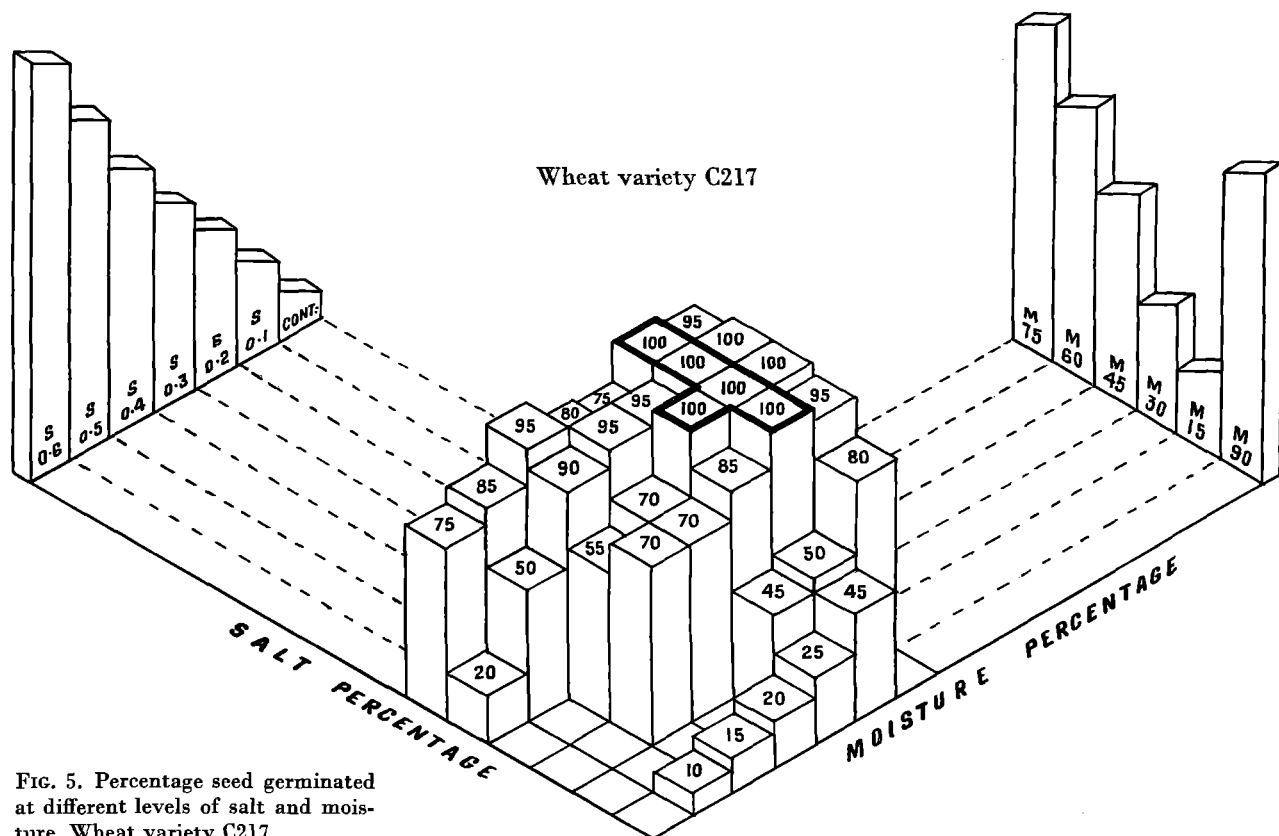 Wheat variety C217
S 0·6
S 0·5
S 0·4
S 0·3
S 0·2
S 0·1
CONT:
M 75
M 60
M 45
M 30
M 15
M 90
95
100 100
100 100
75 95 100 95
80 100 100
95 95
90 85 80
85
75 70 70
50 55 70 50
45 45
20 25
20
15
10
SALT PERCENTAGE
MOISTURE PERCENTAGE
FIG. 5. Percentage seed germinated
at different levels of salt and mois-
ture. Wheat variety C217